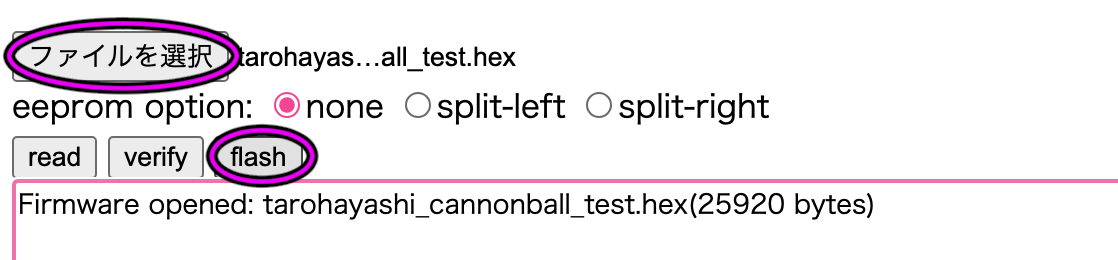 ファイルを選択 tarohayas…all_test.hex
eeprom option: none split-left split-right
read verify flash
Firmware opened: tarohayashi_cannonball_test.hex(25920 bytes)